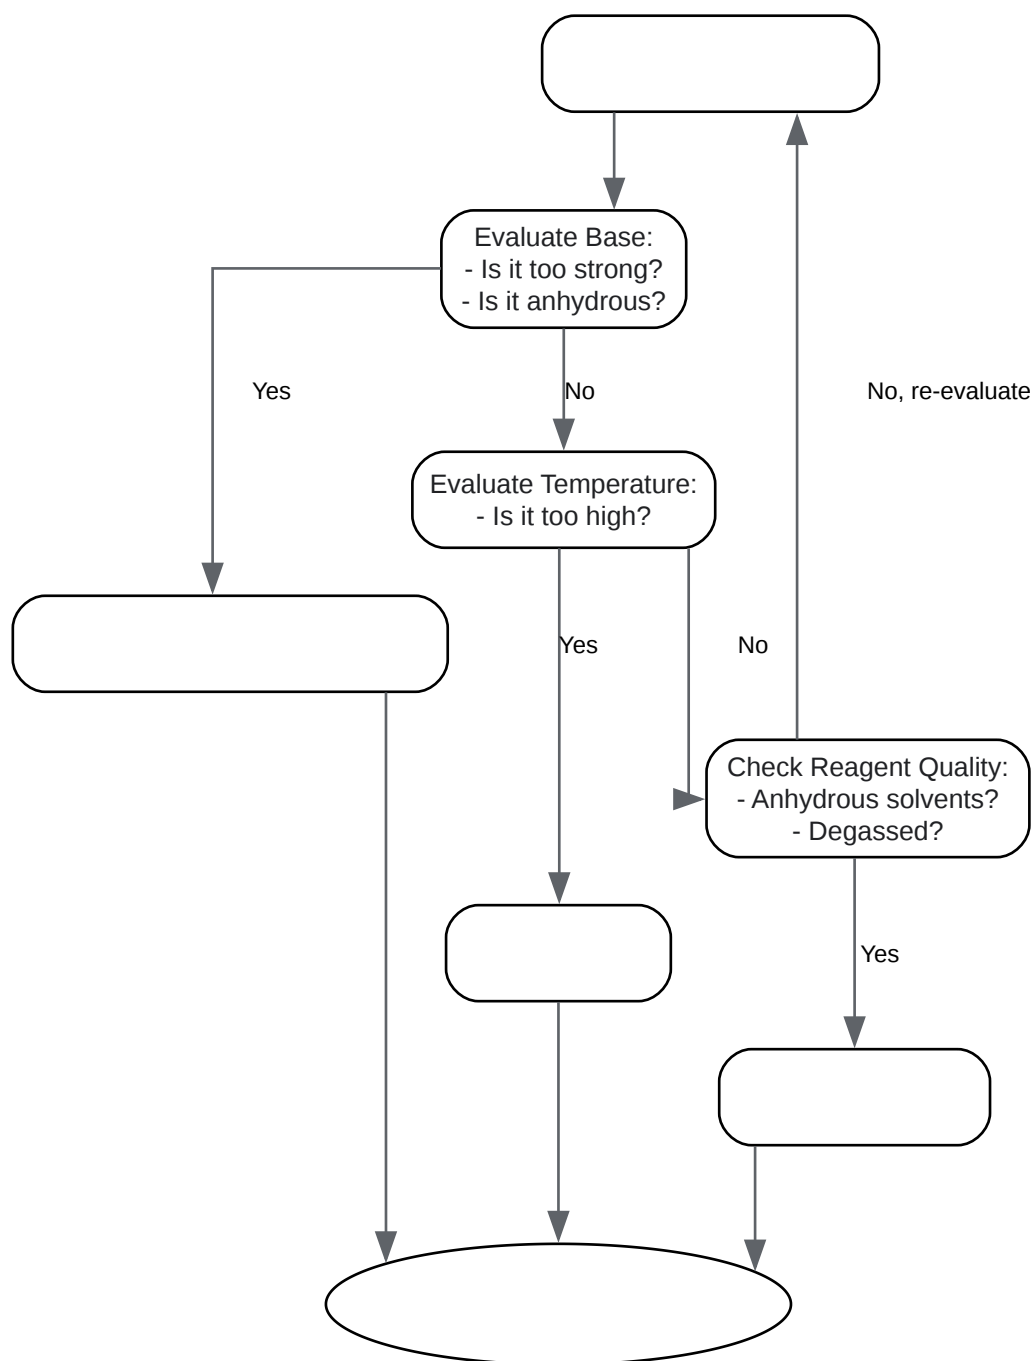 Evaluate Base:
- Is it too strong?
- Is it anhydrous?
Yes
No
No, re-evaluate
Evaluate Temperature:
- Is it too high?
Yes
No
Check Reagent Quality:
- Anhydrous solvents?
- Degassed?
Yes